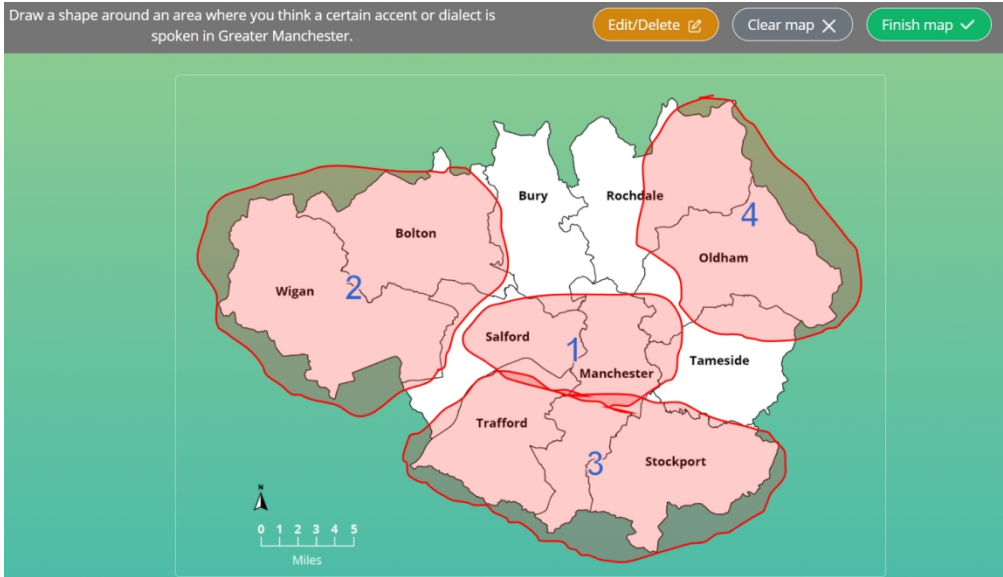 Draw a shape around an area where you think a certain accent or dialect is
spoken in Greater Manchester.
Edit/Delete
Clear map
Finish map
Bury
Rochdale
4
Bolton
Oldham
Wigan
2
Salford
1
Manchester
Tameside
Trafford
3
Stockport
N
0 1 2 3 4 5
Miles